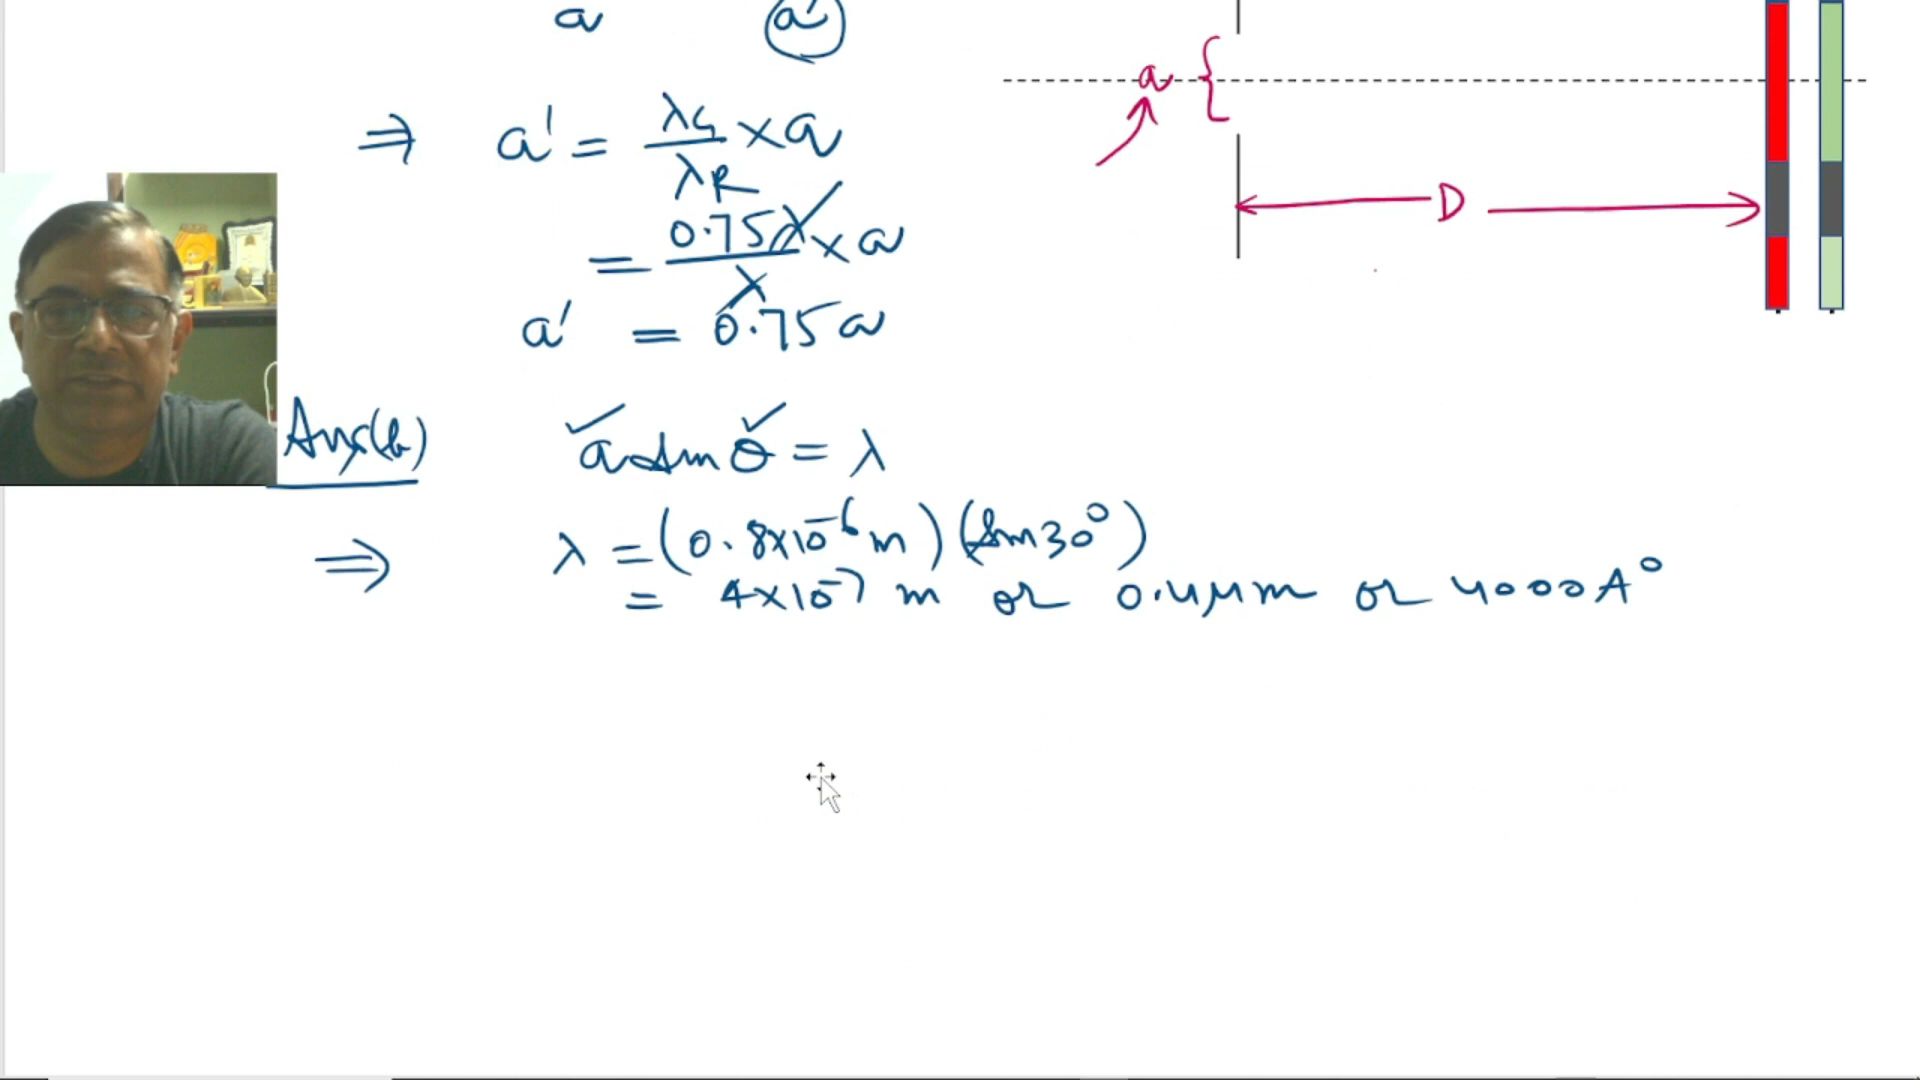 a a'
a {
⇒ a' = λG/λR × a
D
= 0.75λ/λ × a
a' = 0.75 a
Ans(b) a sin θ = λ
⇒ λ = (0.8×10⁻⁶ m) (sin 30°)
= 4×10⁻⁷ m or 0.4 μm or 4000 A°